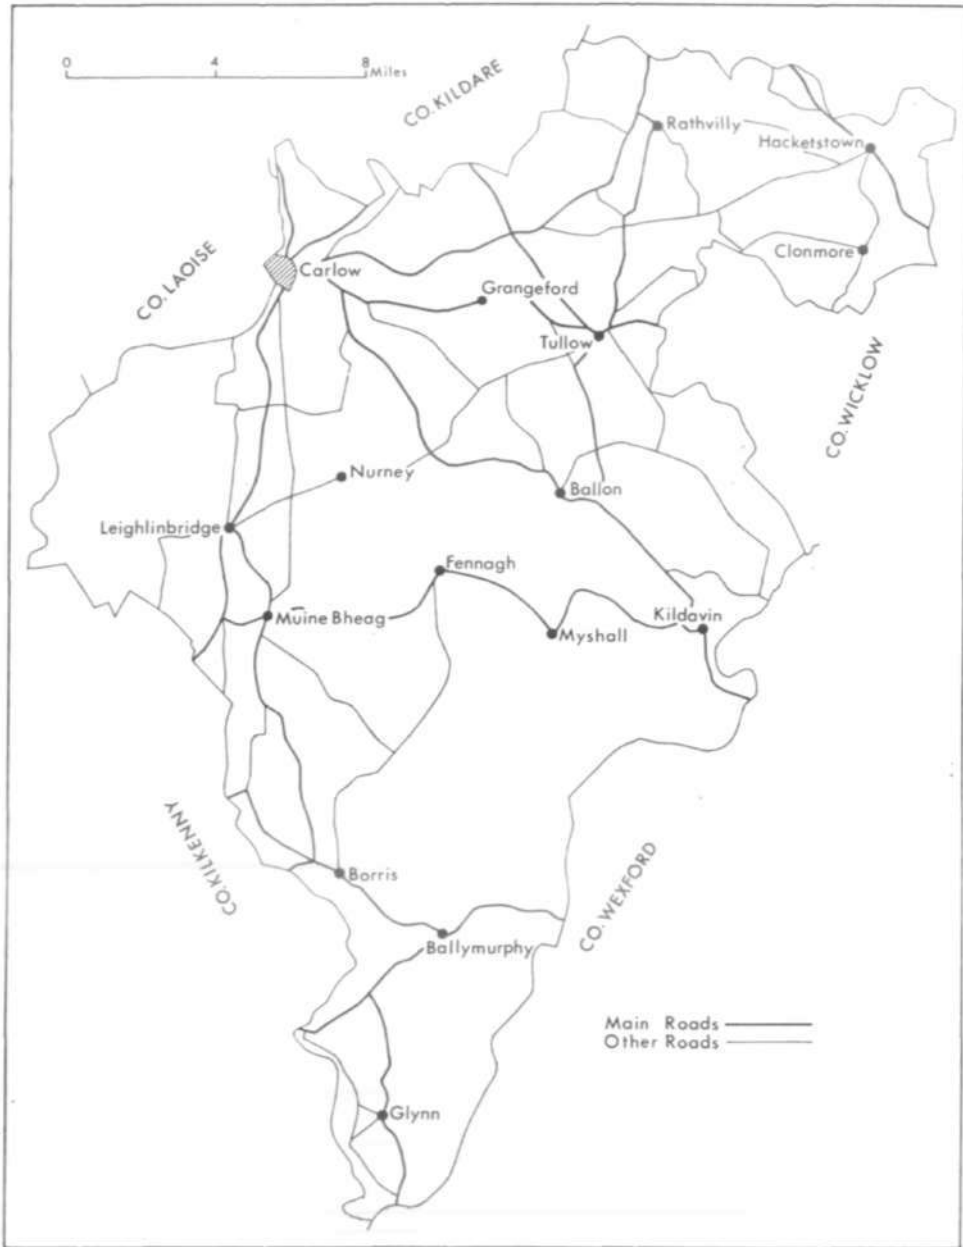 0 4 8
Miles
CO. KILDARE
Rathvilly
Hacketstown
CO. LAOISE
Clonmore
Carlow
Grangeford
Tullow
CO. WICKLOW
Nurney
Ballon
Leighlinbridge
Fennagh
Muine Bheag
Kildavin
Myshall
CO. KILKENNY
Borris
CO. WEXFORD
Ballymurphy
Main Roads
Other Roads
Glynn